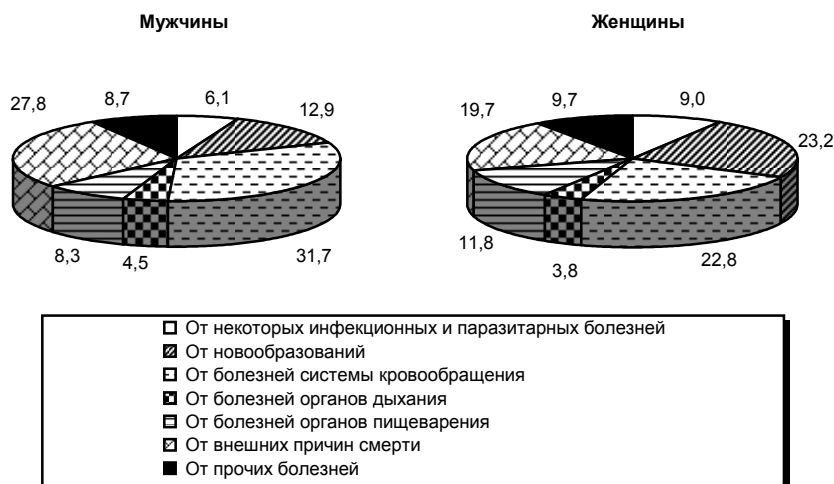 Мужчины Женщины
27,8 8,7 6,1 12,9 19,7 9,7 9,0 23,2
8,3 4,5 31,7 11,8 3,8 22,8
От некоторых инфекционных и паразитарных болезней
От новообразований
От болезней системы кровообращения
От болезней органов дыхания
От болезней органов пищеварения
От внешних причин смерти
От прочих болезней